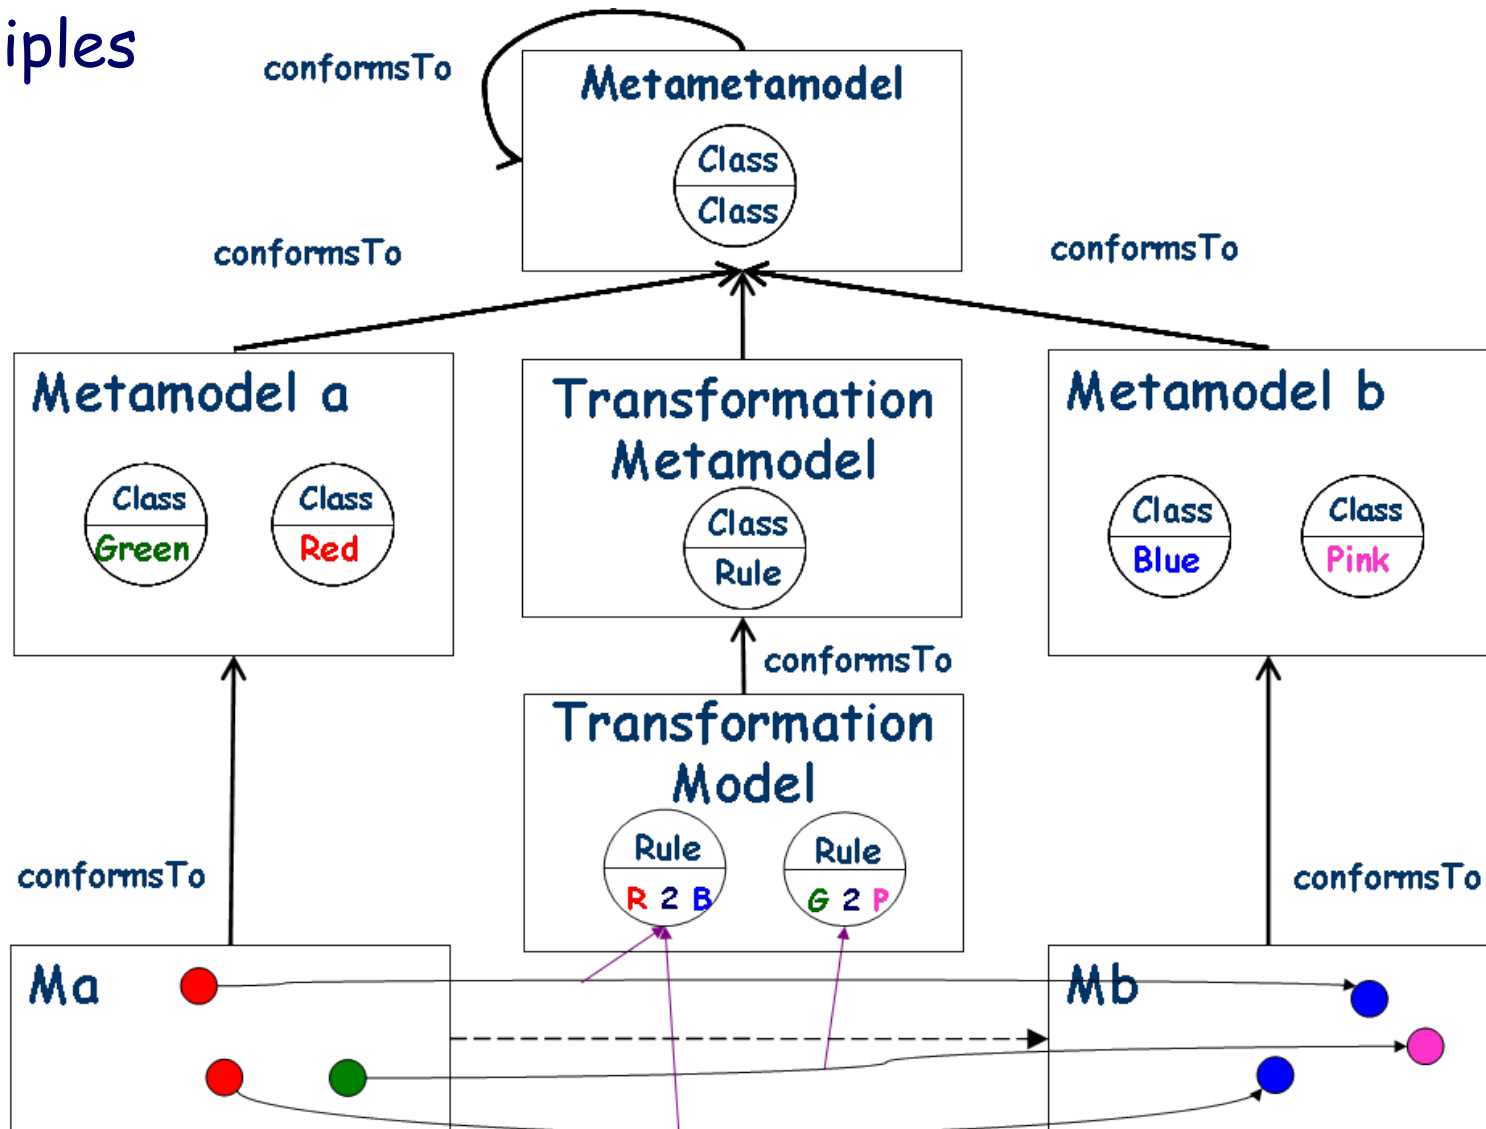 iples
conformsTo
Metametamodel
Class
Class
conformsTo
conformsTo
Metamodel a
Class
Green
Class
Red
Transformation
Metamodel
Class
Rule
Metamodel b
Class
Blue
Class
Pink
conformsTo
Transformation
Model
Rule
R 2 B
Rule
G 2 P
conformsTo
conformsTo
Ma
Mb